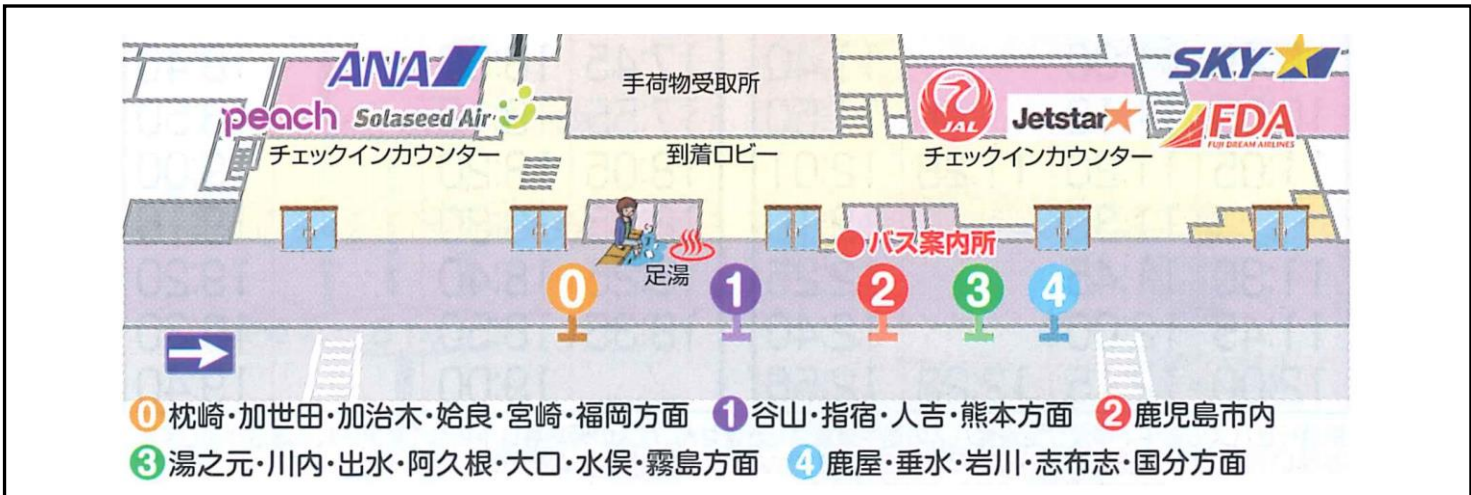 ANA
peach Solaseed Air
チェックインカウンター
手荷物受取所
到着ロビー
JAL Jetstar
チェックインカウンター
SKY
FDA
FUJI DREAM AIRLINES
バス案内所
足湯
0 1 2 3 4
0 枕崎・加世田・加治木・姶良・宮崎・福岡方面 1 谷山・指宿・人吉・熊本方面 2 鹿児島市内
3 湯之元・川内・出水・阿久根・大口・水俣・霧島方面 4 鹿屋・垂水・岩川・志布志・国分方面